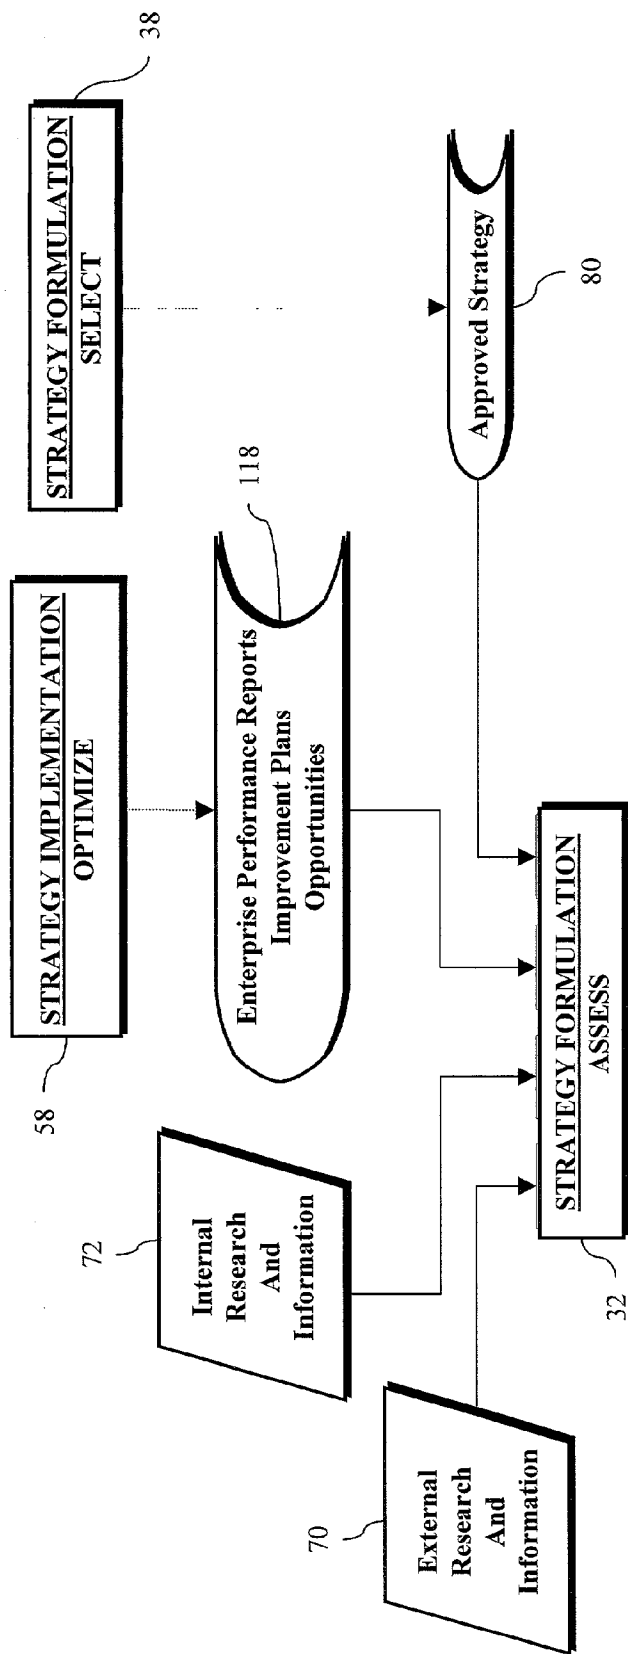 38
STRATEGY FORMULATION
SELECT
58
STRATEGY IMPLEMENTATION
OPTIMIZE
118
Enterprise Performance Reports
Improvement Plans
Opportunities
72
Internal
Research
And
Information
70
External
Research
And
Information
Approved Strategy
80
STRATEGY FORMULATION
ASSESS
32